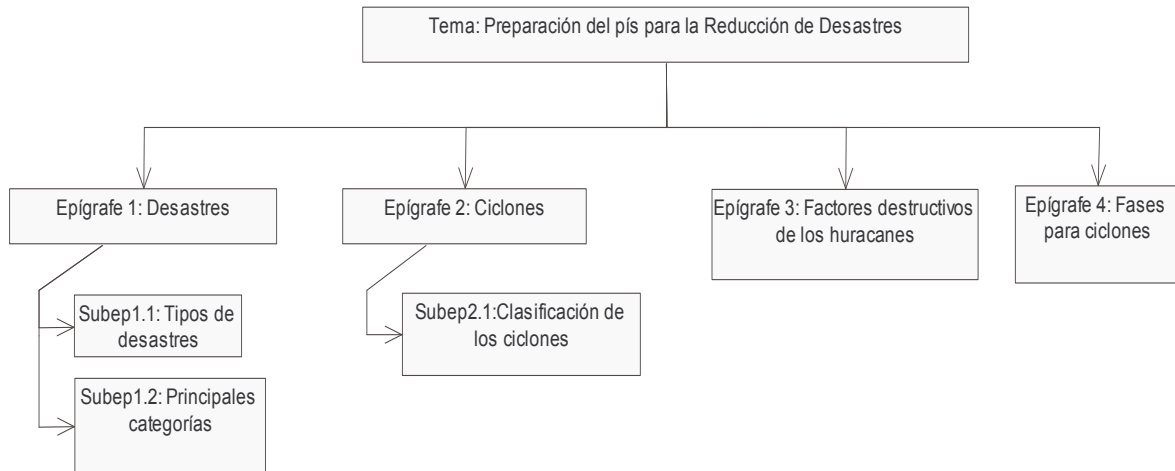 Tema: Preparación del pís para la Reducción de Desastres
Epígrafe 1: Desastres
Epígrafe 2: Ciclones
Epígrafe 3: Factores destructivos
de los huracanes
Epígrafe 4: Fases
para ciclones
Subep1.1: Tipos de
desastres
Subep2.1:Clasificación de
los ciclones
Subep1.2: Principales
categorías